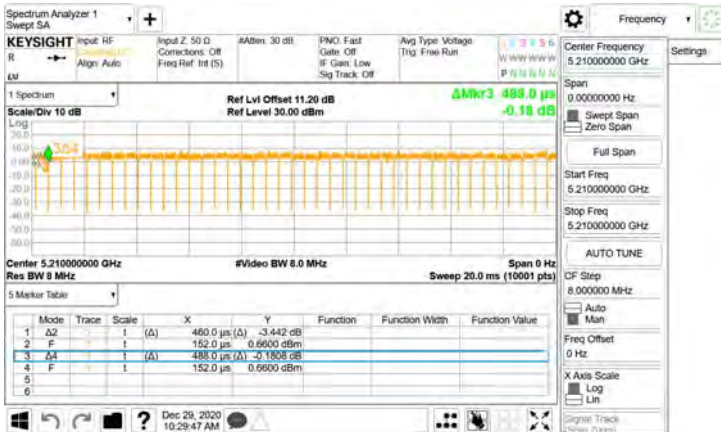 Spectrum Analyzer 1
Swept SA
Frequency
KEYSIGHT
R
Input: RF
Align: Auto
Input Z: 50 Ω
Corrections: Off
Freq Ref: Int (S)
#Atten: 30 dB
PNO: Fast
Gate: Off
IF Gain: Low
Sig Track: Off
Avg Type: Voltage
Trig: Free Run
5 6
W W W W W W
P N N N N N
Center Frequency
5.210000000 GHz
Settings
Span
0.00000000 Hz
Swept Span
Zero Span
Full Span
Start Freq
5.210000000 GHz
Stop Freq
5.210000000 GHz
AUTO TUNE
CF Step
8.000000 MHz
Auto
Man
Freq Offset
0 Hz
X Axis Scale
Log
Lin
Signal Track
1 Spectrum
Scale/Div 10 dB
Log
Ref Lvl Offset 11.20 dB
Ref Level 30.00 dBm
ΔMkr3 488.0 µs
-0.18 dB
3Δ4
Center 5.210000000 GHz
Res BW 8 MHz
#Video BW 8.0 MHz
Span 0 Hz
Sweep 20.0 ms (10001 pts)
5 Marker Table
Mode Trace Scale X Y Function Function Width Function Value
1 Δ2 t (Δ) 460.0 µs (Δ) -3.442 dB
2 F t 152.0 µs 0.6600 dBm
3 Δ4 t (Δ) 488.0 µs (Δ) -0.1808 dB
4 F t 152.0 µs 0.6600 dBm
5
6
?
Dec 29, 2020
10:29:47 AM